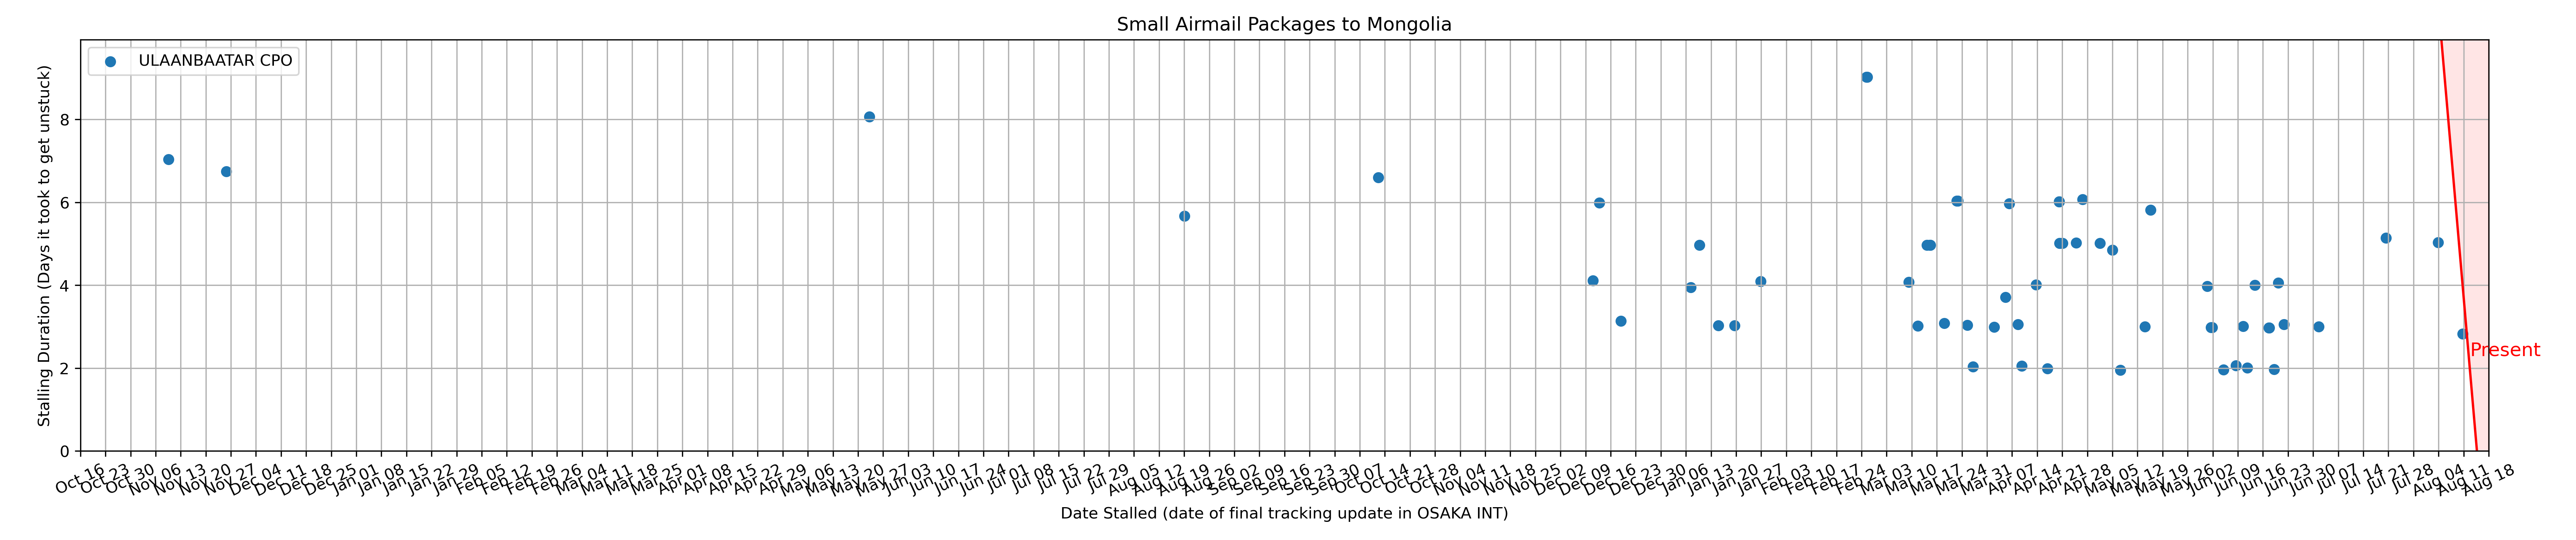 Small Airmail Packages to Mongolia
ULAANBAATAR CPO
Stalling Duration (Days it took to get unstuck)
8
6
4
2
0
Present
Oct 16
Oct 23
Oct 30
Nov 06
Nov 13
Nov 20
Nov 27
Dec 04
Dec 11
Dec 18
Dec 25
Jan 01
Jan 08
Jan 15
Jan 22
Jan 29
Feb 05
Feb 12
Feb 19
Feb 26
Mar 04
Mar 11
Mar 18
Mar 25
Apr 01
Apr 08
Apr 15
Apr 22
Apr 29
May 06
May 13
May 20
May 27
Jun 03
Jun 10
Jun 17
Jun 24
Jul 01
Jul 08
Jul 15
Jul 22
Jul 29
Aug 05
Aug 12
Aug 19
Aug 26
Sep 02
Sep 09
Sep 16
Sep 23
Sep 30
Oct 07
Oct 14
Oct 21
Oct 28
Nov 04
Nov 11
Nov 18
Nov 25
Dec 02
Dec 09
Dec 16
Dec 23
Dec 30
Jan 06
Jan 13
Jan 20
Jan 27
Feb 03
Feb 10
Feb 17
Feb 24
Mar 03
Mar 10
Mar 17
Mar 24
Mar 31
Apr 07
Apr 14
Apr 21
Apr 28
May 05
May 12
May 19
May 26
Jun 02
Jun 09
Jun 16
Jun 23
Jun 30
Jul 07
Jul 14
Jul 21
Jul 28
Aug 04
Aug 11
Aug 18
Date Stalled (date of final tracking update in OSAKA INT)